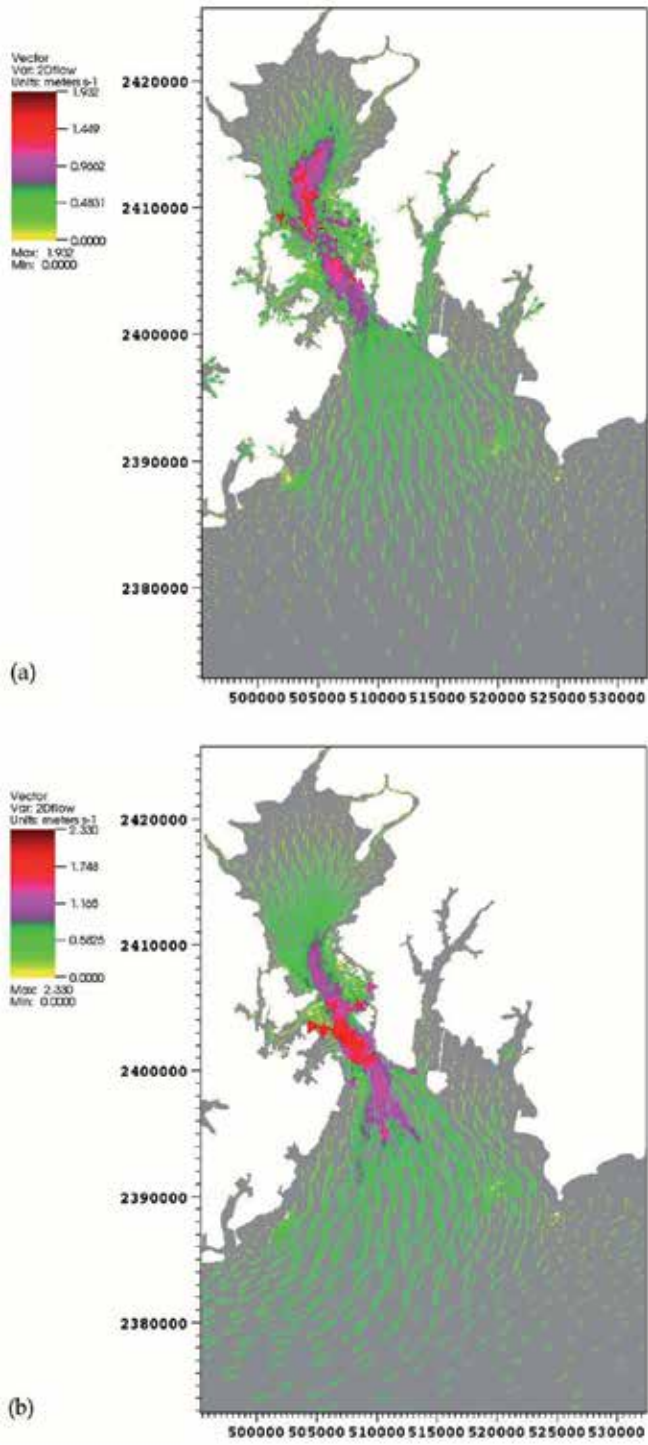 Vector
Var: 2Dflow
Units: meters s-1
1.932
1.449
0.9662
0.4831
0.0000
Max: 1.932
Min: 0.0000
2420000
2410000
2400000
2390000
2380000
(a)
500000 505000 510000 515000 520000 525000 530000
Vector
Var: 2Dflow
Units: meters s-1
2.330
1.748
1.165
0.5825
0.0000
Max: 2.330
Min: 0.0000
2420000
2410000
2400000
2390000
2380000
(b)
500000 505000 510000 515000 520000 525000 530000